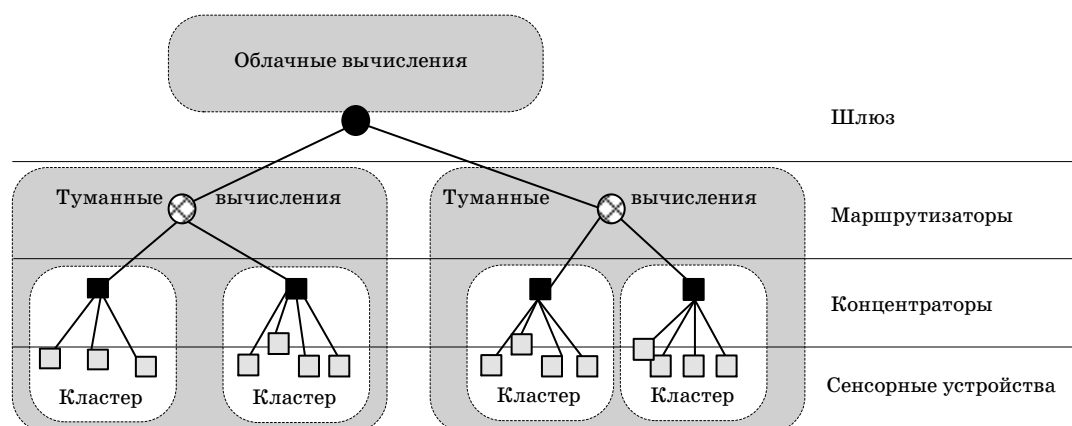 Облачные вычисления
Шлюз
Туманные вычисления
Туманные вычисления
Маршрутизаторы
Концентраторы
Сенсорные устройства
Кластер
Кластер
Кластер
Кластер